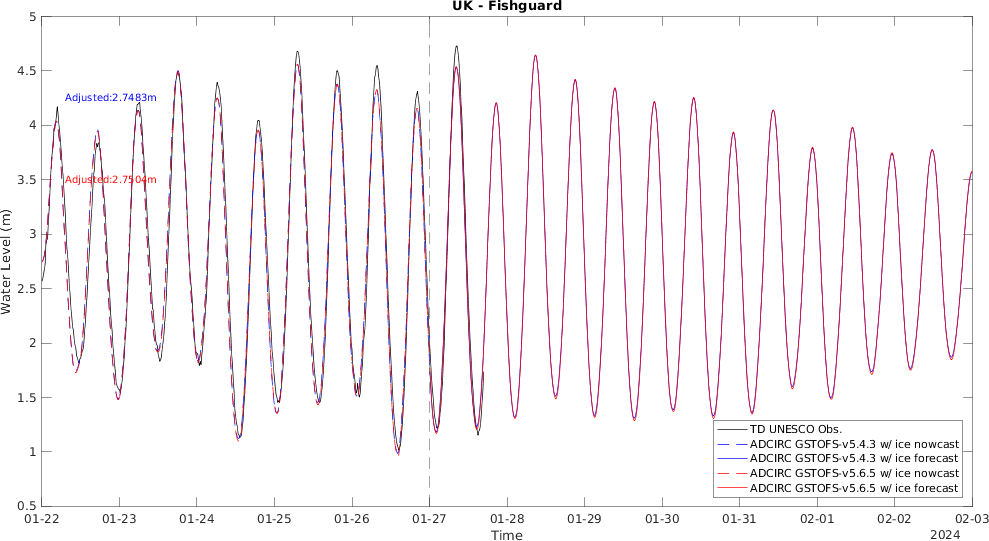 UK - Fishguard
5
4.5
4
3.5
3
2.5
2
1.5
1
0.5
Water Level (m)
Adjusted:2.7483m
Adjusted:2.7504m
TD UNESCO Obs.
ADCIRC GSTOFS-v5.4.3 w/ ice nowcast
ADCIRC GSTOFS-v5.4.3 w/ ice forecast
ADCIRC GSTOFS-v5.6.5 w/ ice nowcast
ADCIRC GSTOFS-v5.6.5 w/ ice forecast
01-22 01-23 01-24 01-25 01-26 01-27 01-28 01-29 01-30 01-31 02-01 02-02 02-03
Time
2024